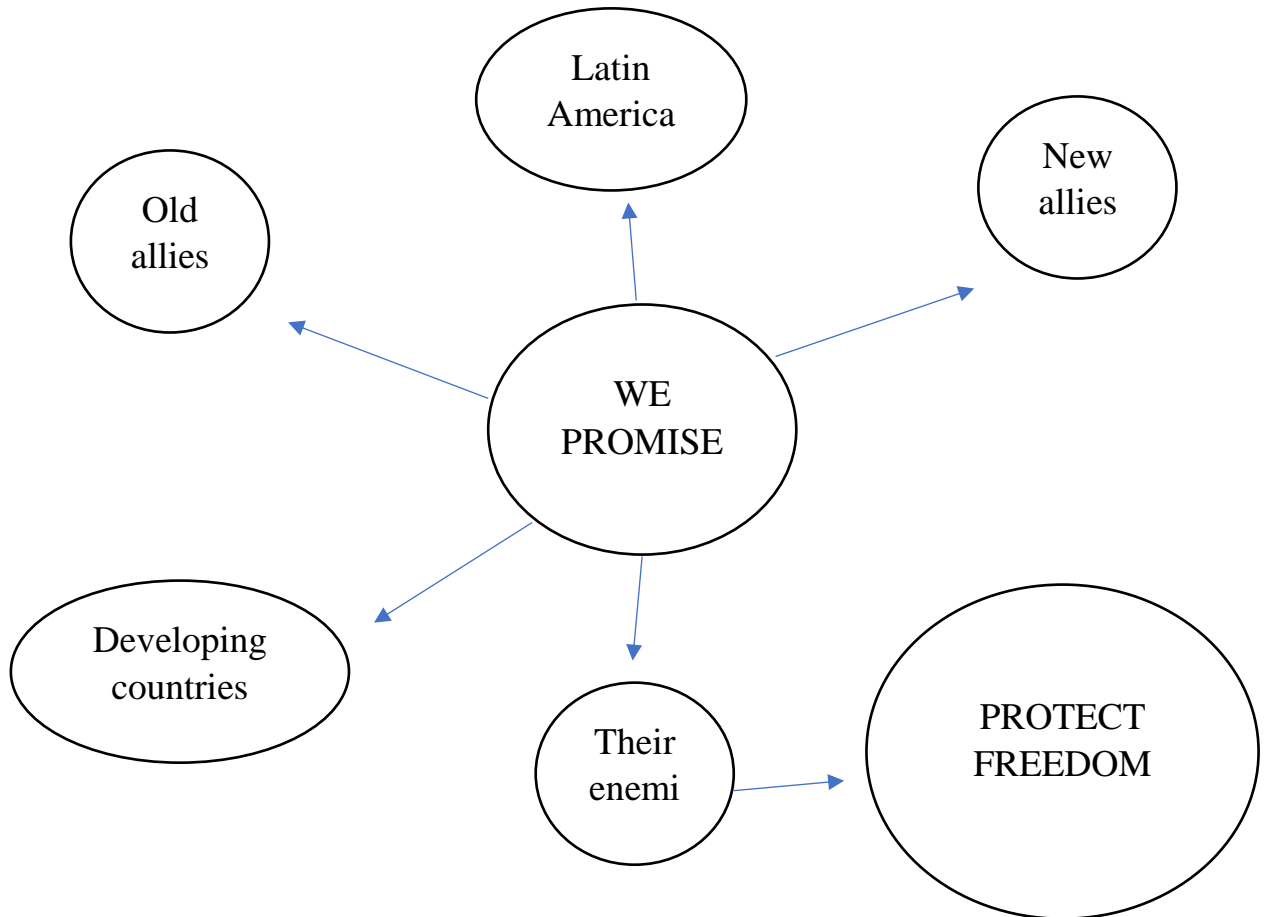 Latin
America
New
allies
Old
allies
WE
PROMISE
Developing
countries
Their
enemi
PROTECT
FREEDOM